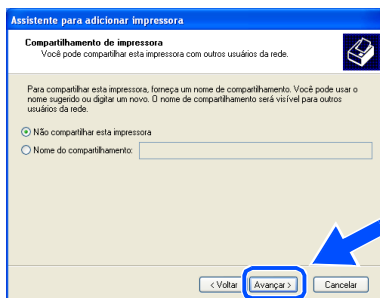 Assistente para adicionar impressora
Compartilhamento de impressora
Você pode compartilhar esta impressora com outros usuários da rede.
Para compartilhar esta impressora, forneça um nome de compartilhamento. Você pode usar o
nome sugerido ou digitar um novo. O nome de compartilhamento será visível para outros
usuários da rede.
Não compartilhar esta impressora
Nome do compartilhamento:
< Voltar Avançar > Cancelar